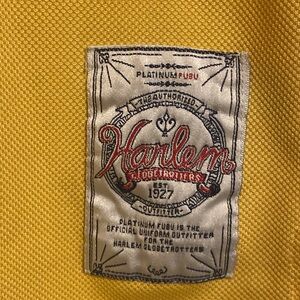 PLATINUM FUBU
THE AUTHORIZED
Harlem
GLOBETROTTERS
EST.
1927
OUTFITTER
PLATINUM FUBU IS THE
OFFICIAL UNIFORM OUTFITTER
FOR THE
HARLEM GLOBETROTTERS